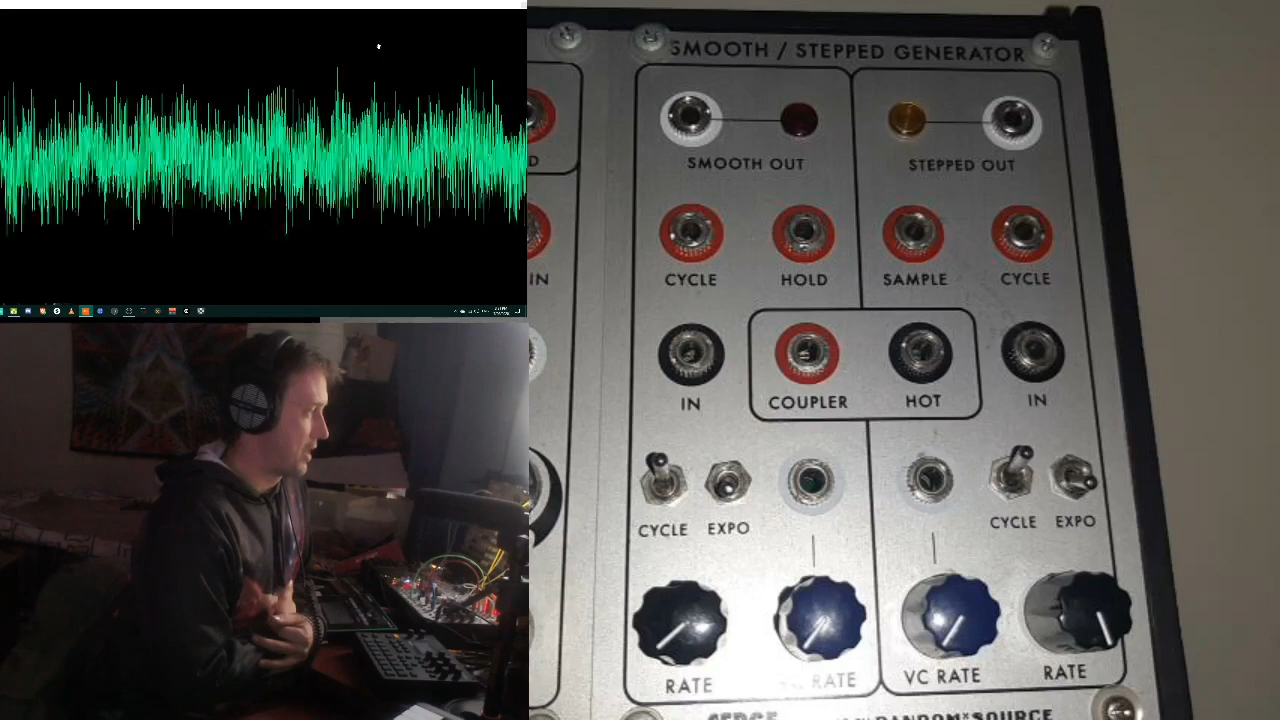 SMOOTH / STEPPED GENERATOR
D
SMOOTH OUT
STEPPED OUT
IN
CYCLE
HOLD
SAMPLE
CYCLE
IN
COUPLER
HOT
IN
CYCLE
EXPO
CYCLE
EXPO
RATE
RATE
VC RATE
RATE
RANDOM*SOURCE